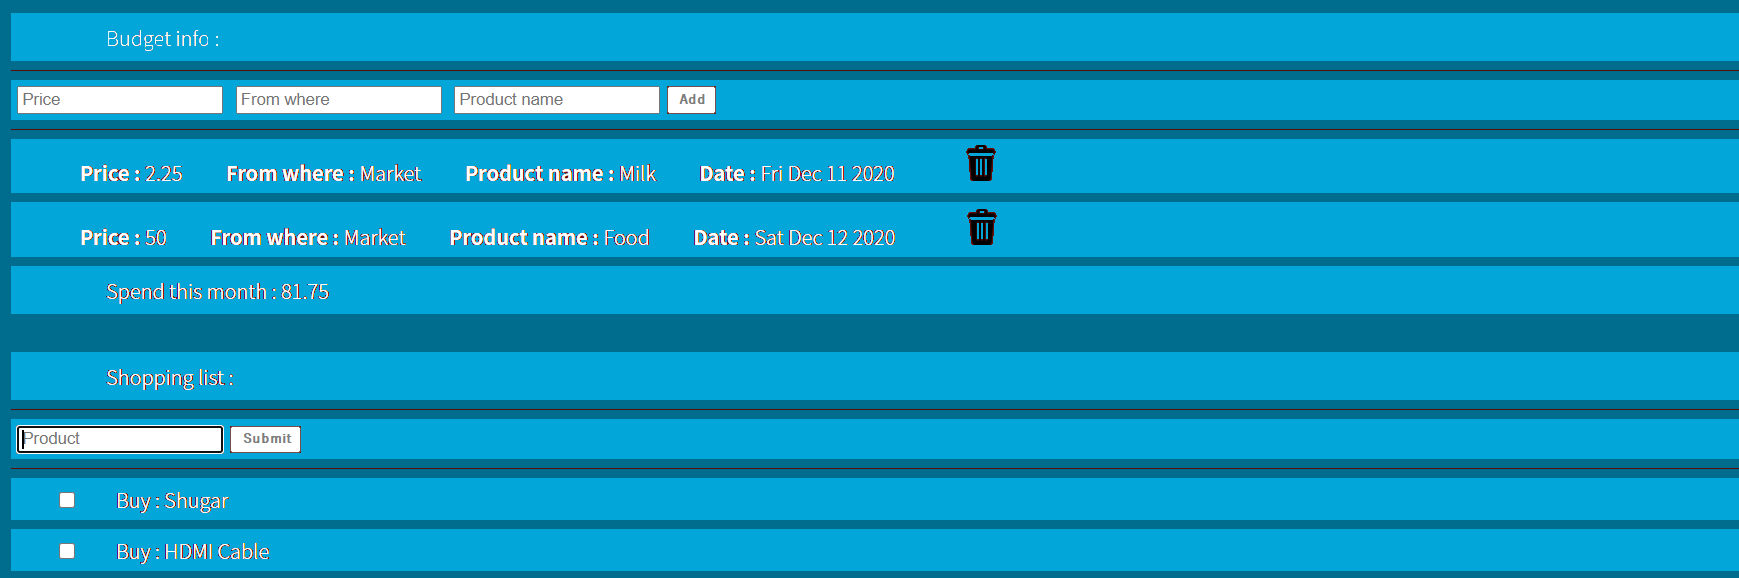 Budget info :
Price From where Product name Add
Price : 2.25 From where : Market Product name : Milk Date : Fri Dec 11 2020
Price : 50 From where : Market Product name : Food Date : Sat Dec 12 2020
Spend this month : 81.75
Shopping list :
Product Submit
Buy : Shugar
Buy : HDMI Cable